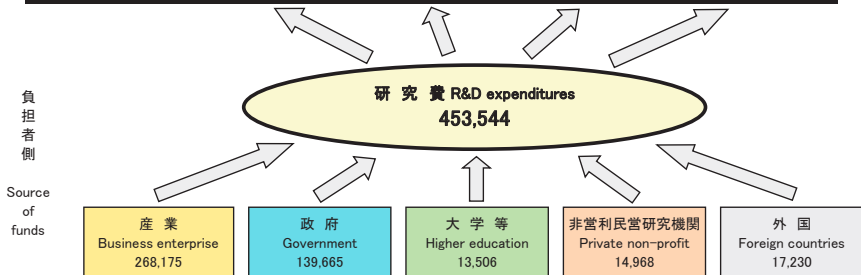 研 究 費 R&D expenditures
453,544
負
担
者
側
Source
of
funds
産 業
Business enterprise
268,175
政 府
Government
139,665
大 学 等
Higher education
13,506
非営利民営研究機関
Private non-profit
14,968
外 国
Foreign countries
17,230